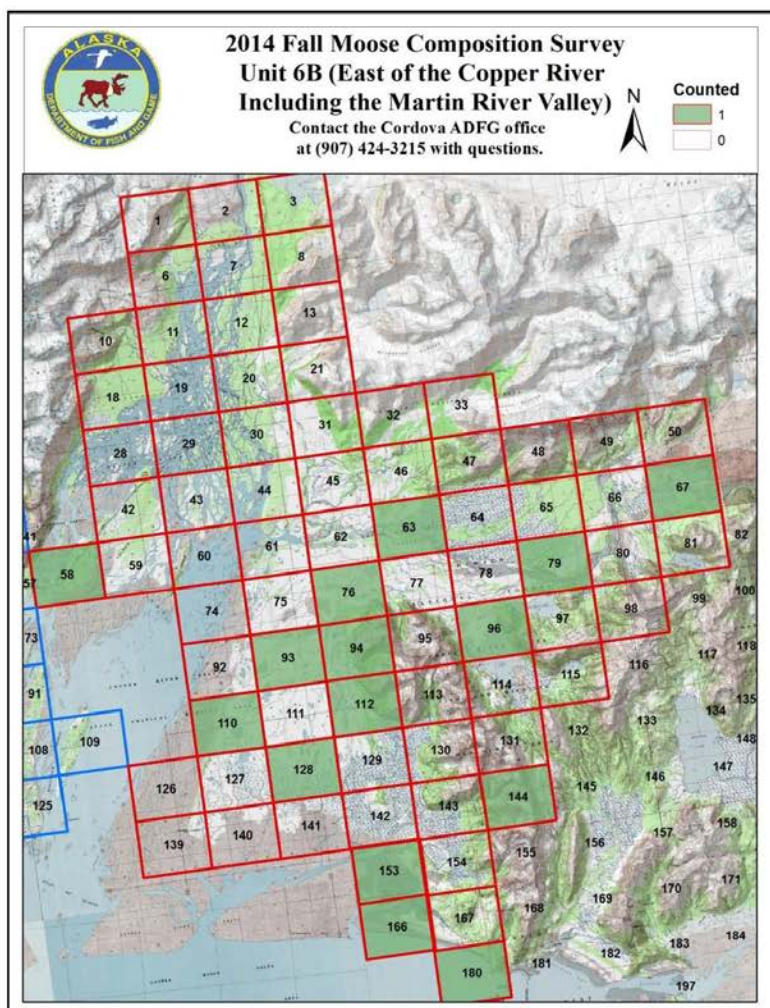 ALASKA
DEPARTMENT OF FISH AND GAME
2014 Fall Moose Composition Survey
Unit 6B (East of the Copper River
Including the Martin River Valley)
Contact the Cordova ADFG office
at (907) 424-3215 with questions.
N
Counted
1
0
1 2 3
6 7 8
10 11 12 13
18 19 20 21
28 29 30 31 32 33
41 42 43 44 45 46 47 48 49 50
57 58 59 60 61 62 63 64 65 66 67
73 74 75 76 77 78 79 80 81 82
91 92 93 94 95 96 97 98 99 100
108 109 110 111 112 113 114 115 116 117 118
125 126 127 128 129 130 131 132 133 134 135
139 140 141 142 143 144 145 146 147 148
153 154 155 156 157 158
166 167 168 169 170 171
180 181 182 183 184
197